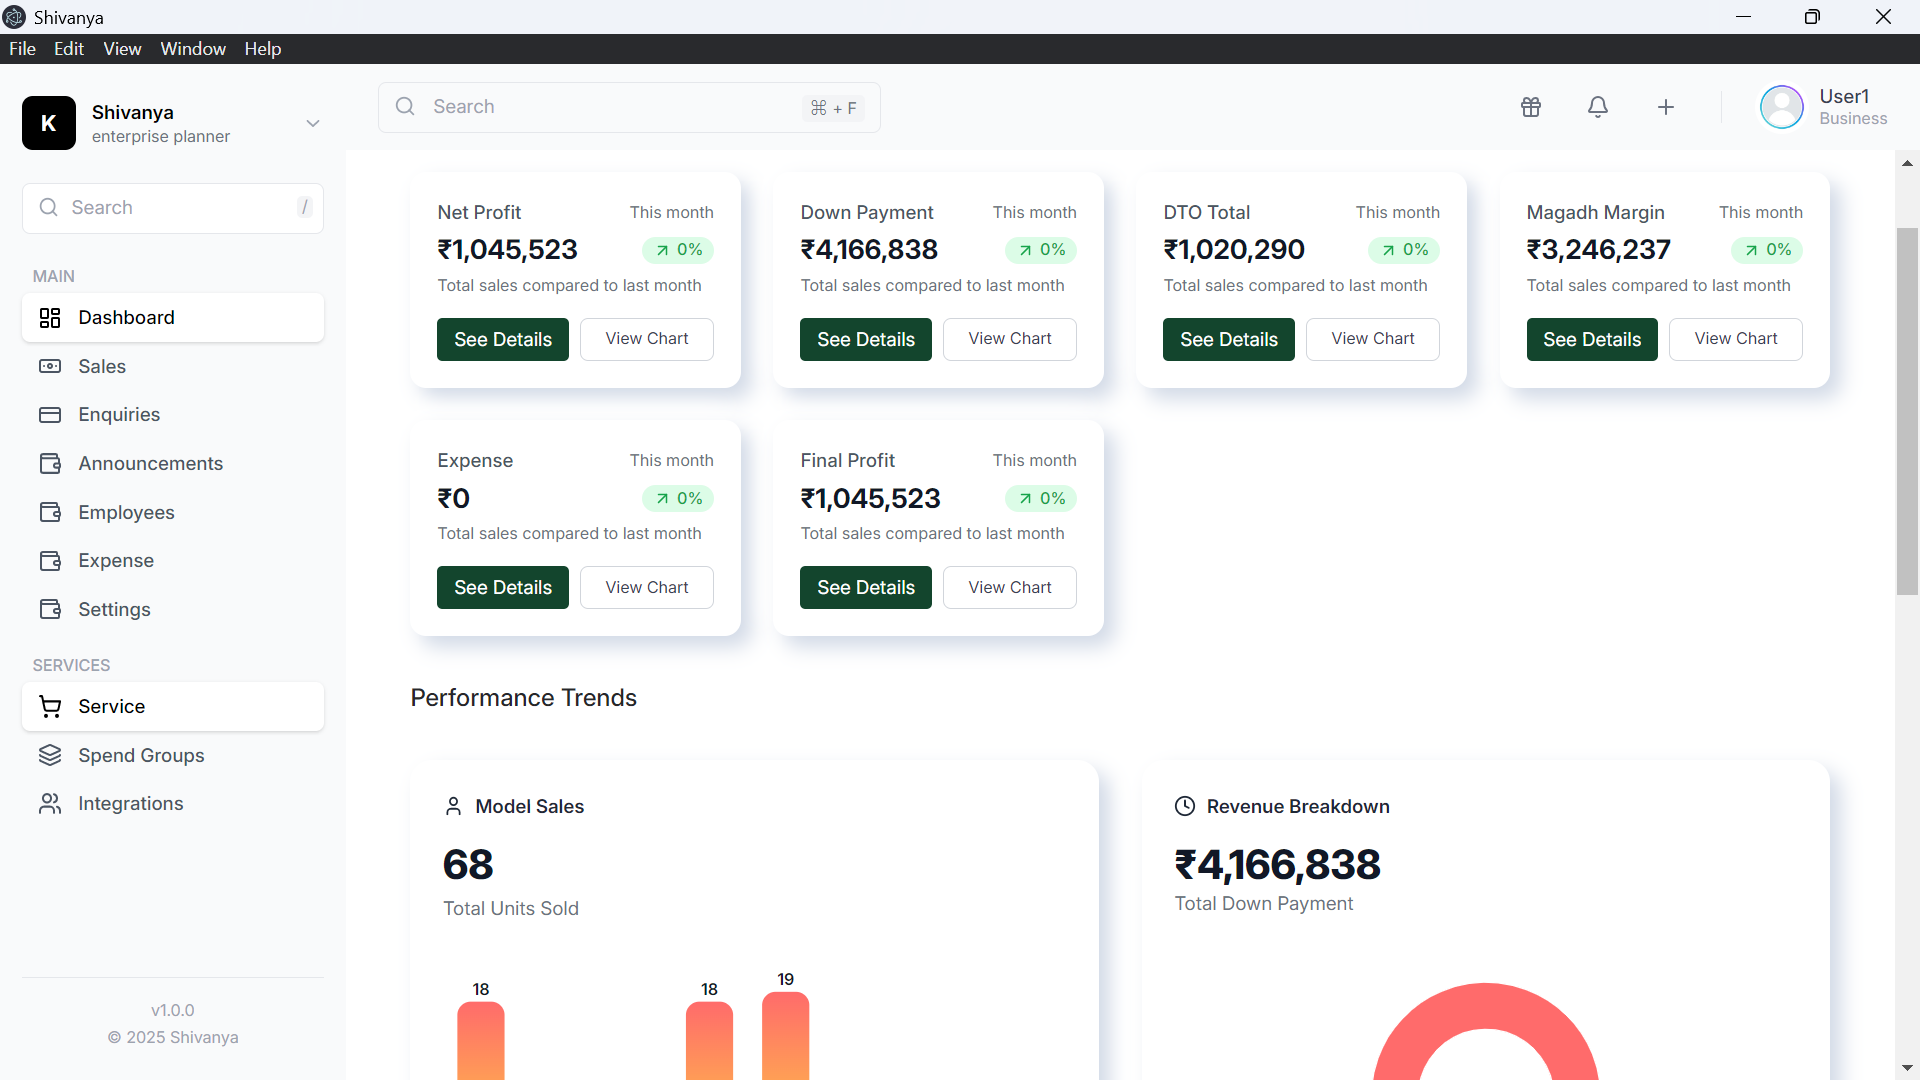 Shivanya
File Edit View Window Help
K
Shivanya
enterprise planner
Search
⌘ + F
User1
Business
Search
/
MAIN
Dashboard
Sales
Enquiries
Announcements
Employees
Expense
Settings
SERVICES
Service
Spend Groups
Integrations
v1.0.0
© 2025 Shivanya
Net Profit
This month
₹1,045,523
0%
Total sales compared to last month
See Details
View Chart
Down Payment
This month
₹4,166,838
0%
Total sales compared to last month
See Details
View Chart
DTO Total
This month
₹1,020,290
0%
Total sales compared to last month
See Details
View Chart
Magadh Margin
This month
₹3,246,237
0%
Total sales compared to last month
See Details
View Chart
Expense
This month
₹0
0%
Total sales compared to last month
See Details
View Chart
Final Profit
This month
₹1,045,523
0%
Total sales compared to last month
See Details
View Chart
Performance Trends
Model Sales
68
Total Units Sold
18
18
19
Revenue Breakdown
₹4,166,838
Total Down Payment